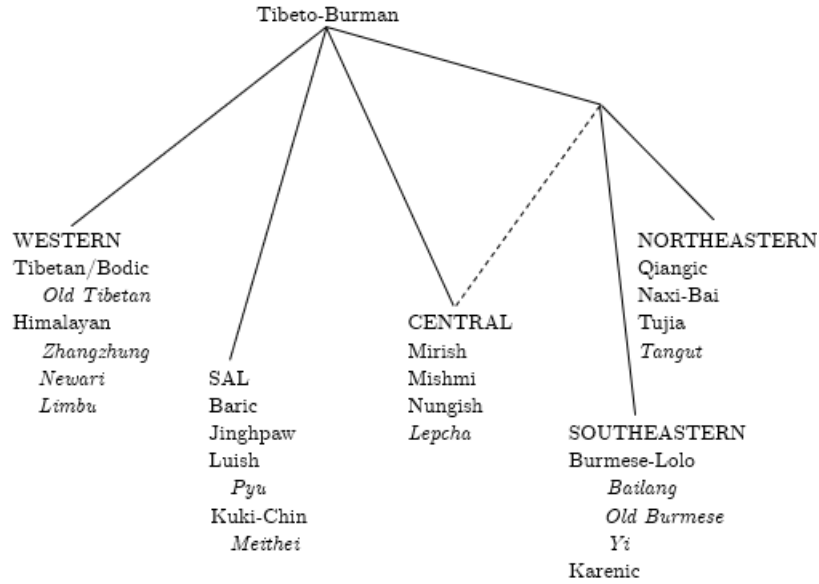 Tibeto-Burman
WESTERN
Tibetan/Bodic
Old Tibetan
Himalayan
Zhangzhung
Newari
Limbu
SAL
Baric
Jinghpaw
Luish
Pyu
Kuki-Chin
Meithei
CENTRAL
Mirish
Mishmi
Nungish
Lepcha
SOUTHEASTERN
Burmese-Lolo
Bailang
Old Burmese
Yi
Karenic
NORTHEASTERN
Qiangic
Naxi-Bai
Tujia
Tangut